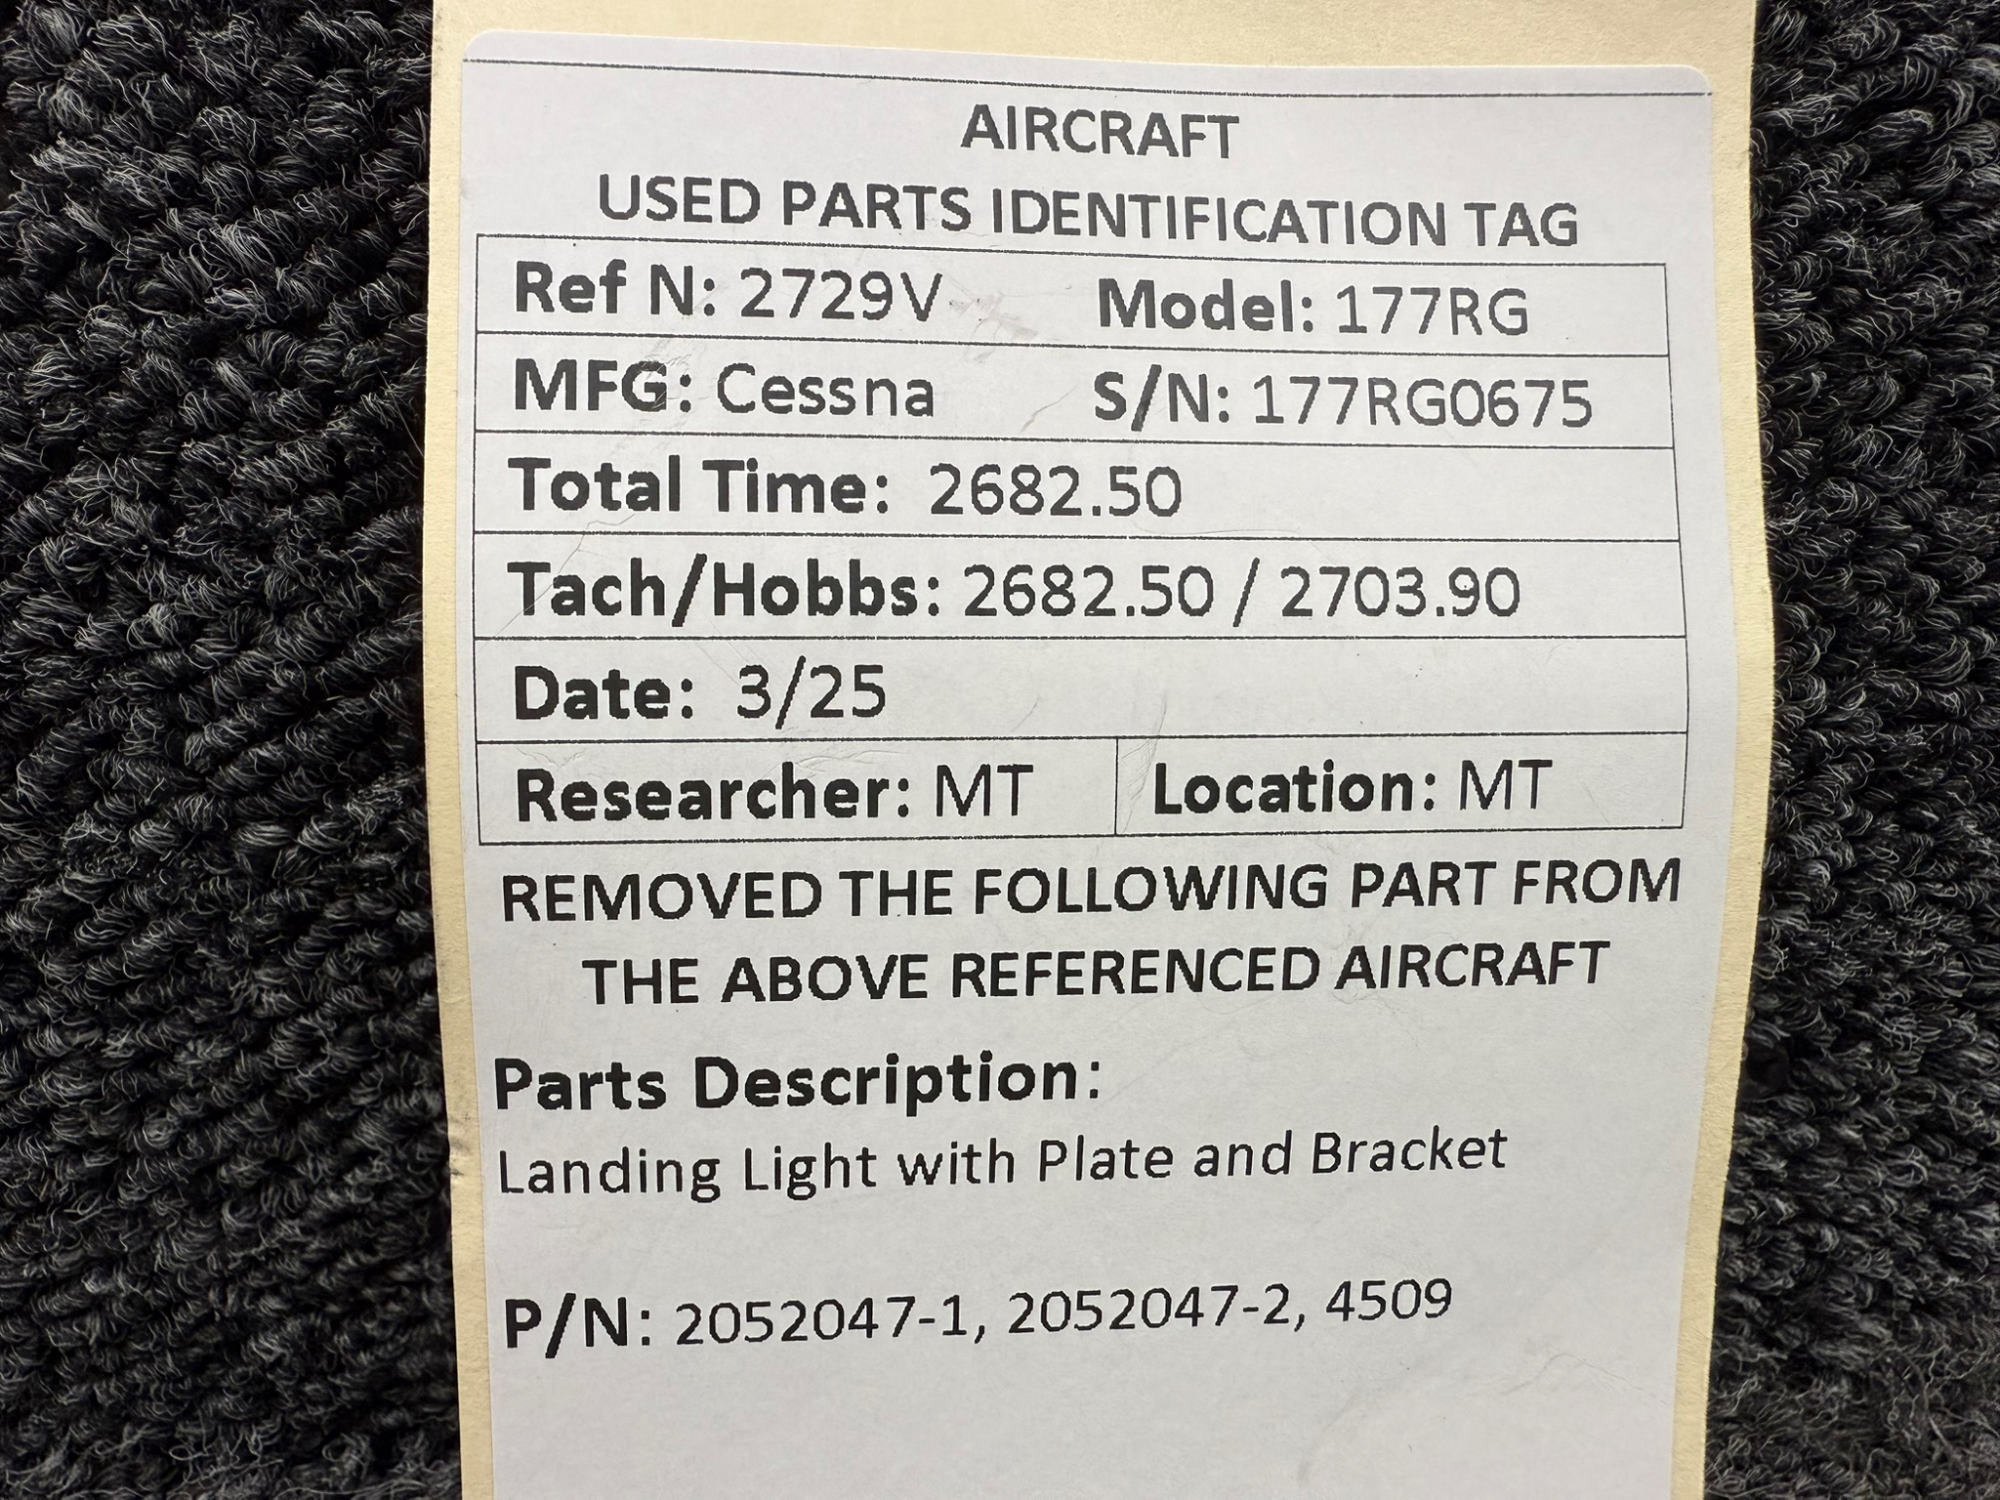 AIRCRAFT
USED PARTS IDENTIFICATION TAG
Ref N: 2729V Model: 177RG
MFG: Cessna S/N: 177RG0675
Total Time: 2682.50
Tach/Hobbs: 2682.50 / 2703.90
Date: 3/25
Researcher: MT Location: MT
REMOVED THE FOLLOWING PART FROM
THE ABOVE REFERENCED AIRCRAFT
Parts Description:
Landing Light with Plate and Bracket
P/N: 2052047-1, 2052047-2, 4509